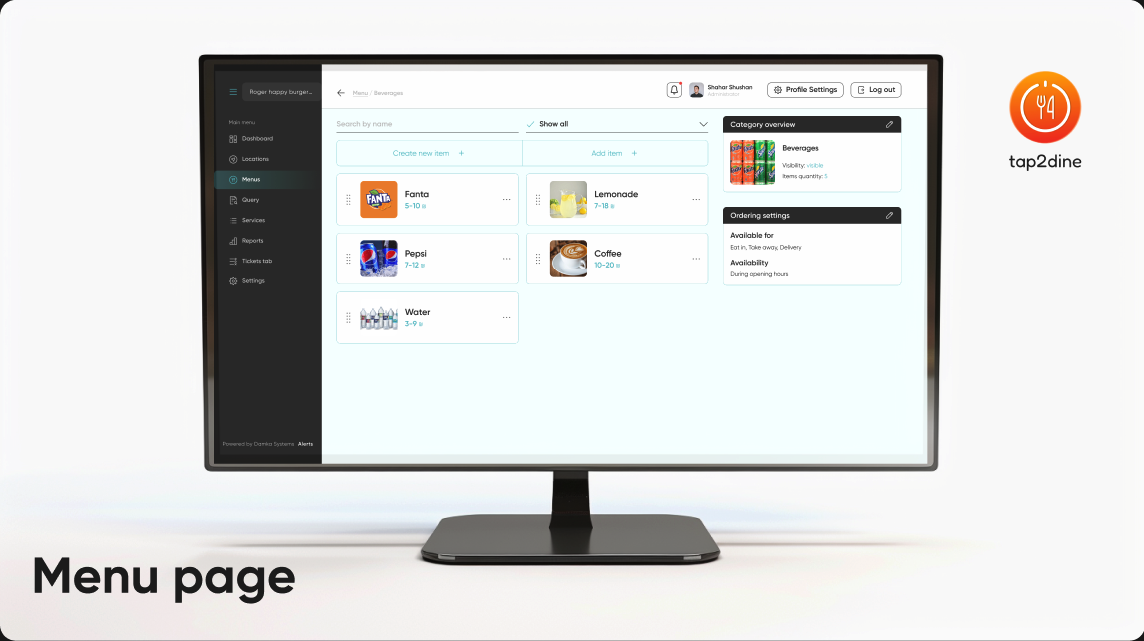 Roger happy burger...
Main menu
Dashboard
Locations
Menus
Query
Services
Reports
Tickets tab
Settings
Powered by Damka Systems Alerts
Menu / Beverages
Shahar Shushan
Administrator
Profile Settings
Log out
Search by name
Show all
Create new item +
Add item +
Fanta
5-10 ₪
Lemonade
7-18 ₪
Pepsi
7-12 ₪
Coffee
10-20 ₪
Water
3-9 ₪
Category overview
Beverages
Visibility: visible
Items quantity: 5
Ordering settings
Available for
Eat in, Take away, Delivery
Availability
During opening hours
tap2dine
Menu page
FANTA